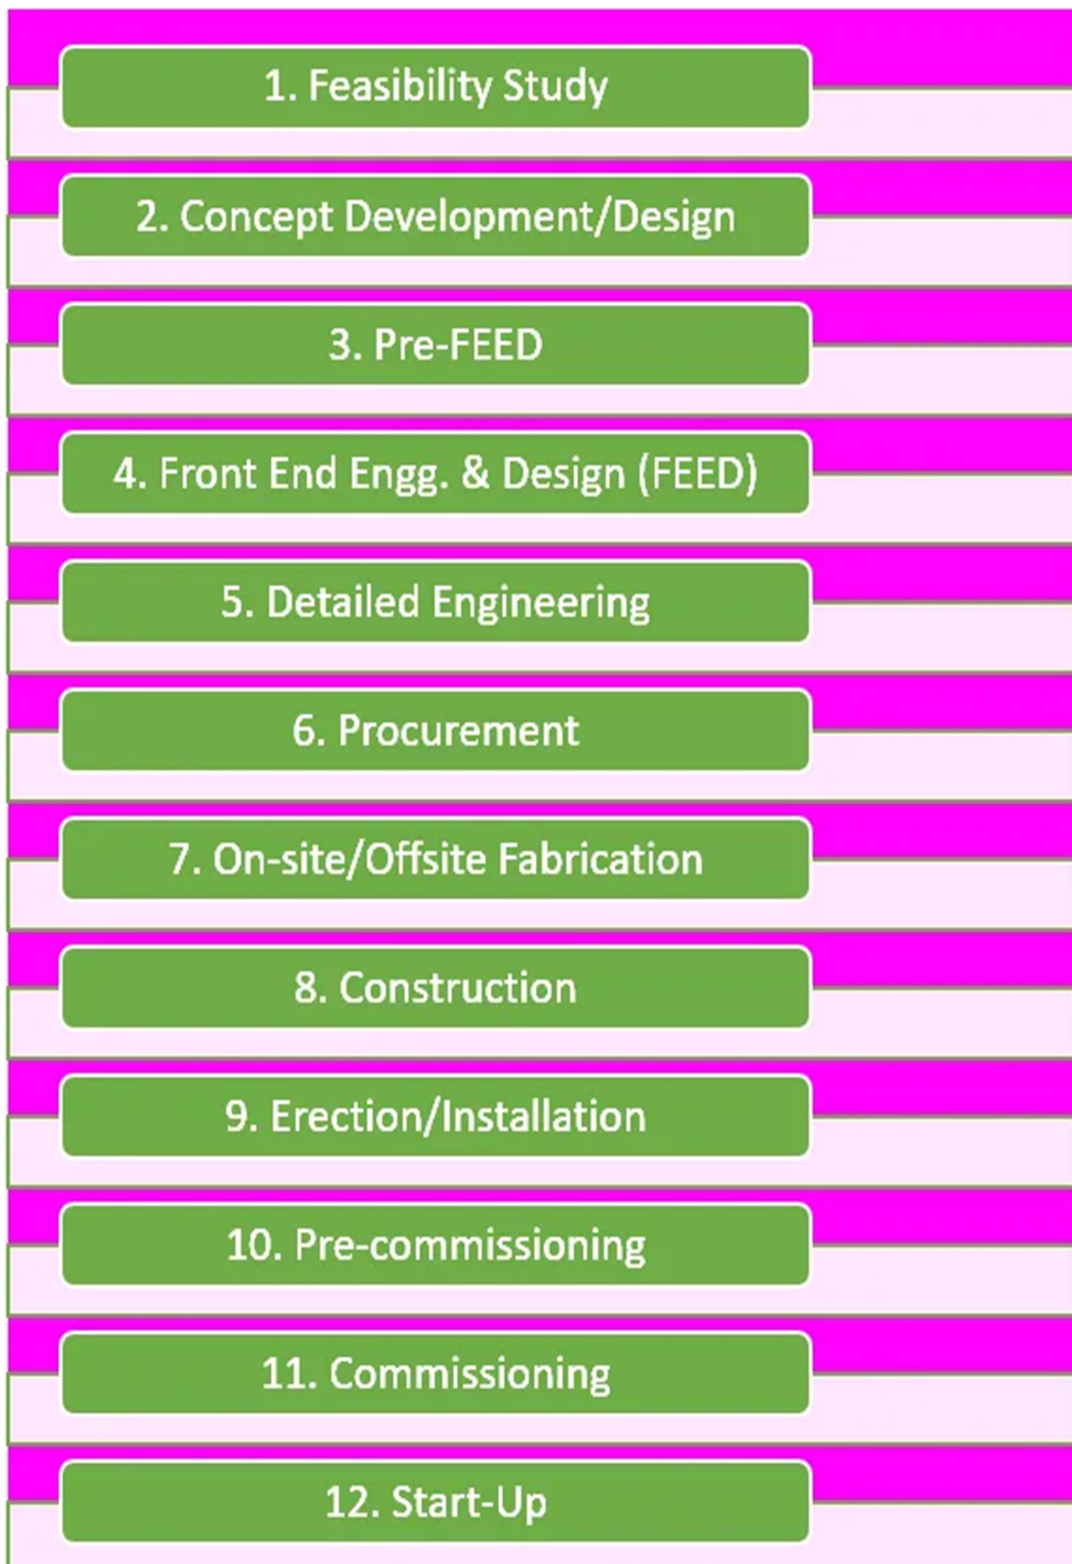 1. Feasibility Study
2. Concept Development/Design
3. Pre-FEED
4. Front End Engg. & Design (FEED)
5. Detailed Engineering
6. Procurement
7. On-site/Offsite Fabrication
8. Construction
9. Erection/Installation
10. Pre-commissioning
11. Commissioning
12. Start-Up